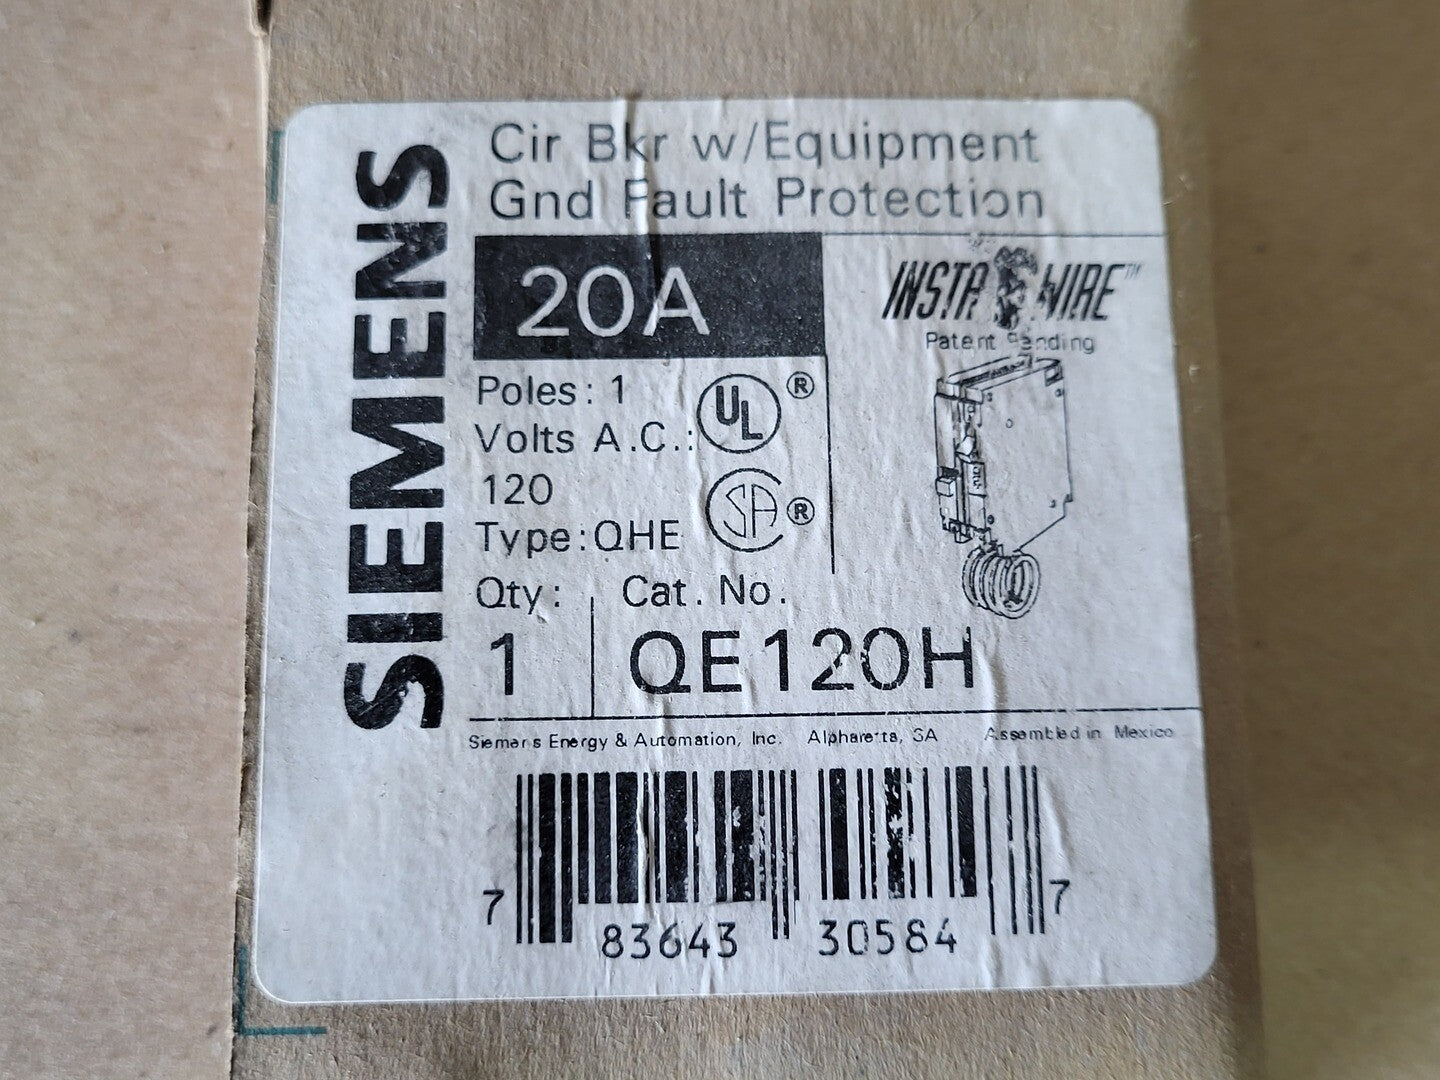 SIEMENS
Cir Bkr w/Equipment
Gnd Fault Protection
20A
INSTA WIRE™
Patent Pending
Poles: 1
Volts A.C.:
120
Type: QHE
UL ®
SA ®
Qty: Cat. No.
1 QE120H
Siemens Energy & Automation, Inc. Alpharetta, GA Assembled in Mexico
7 83643 30584 7